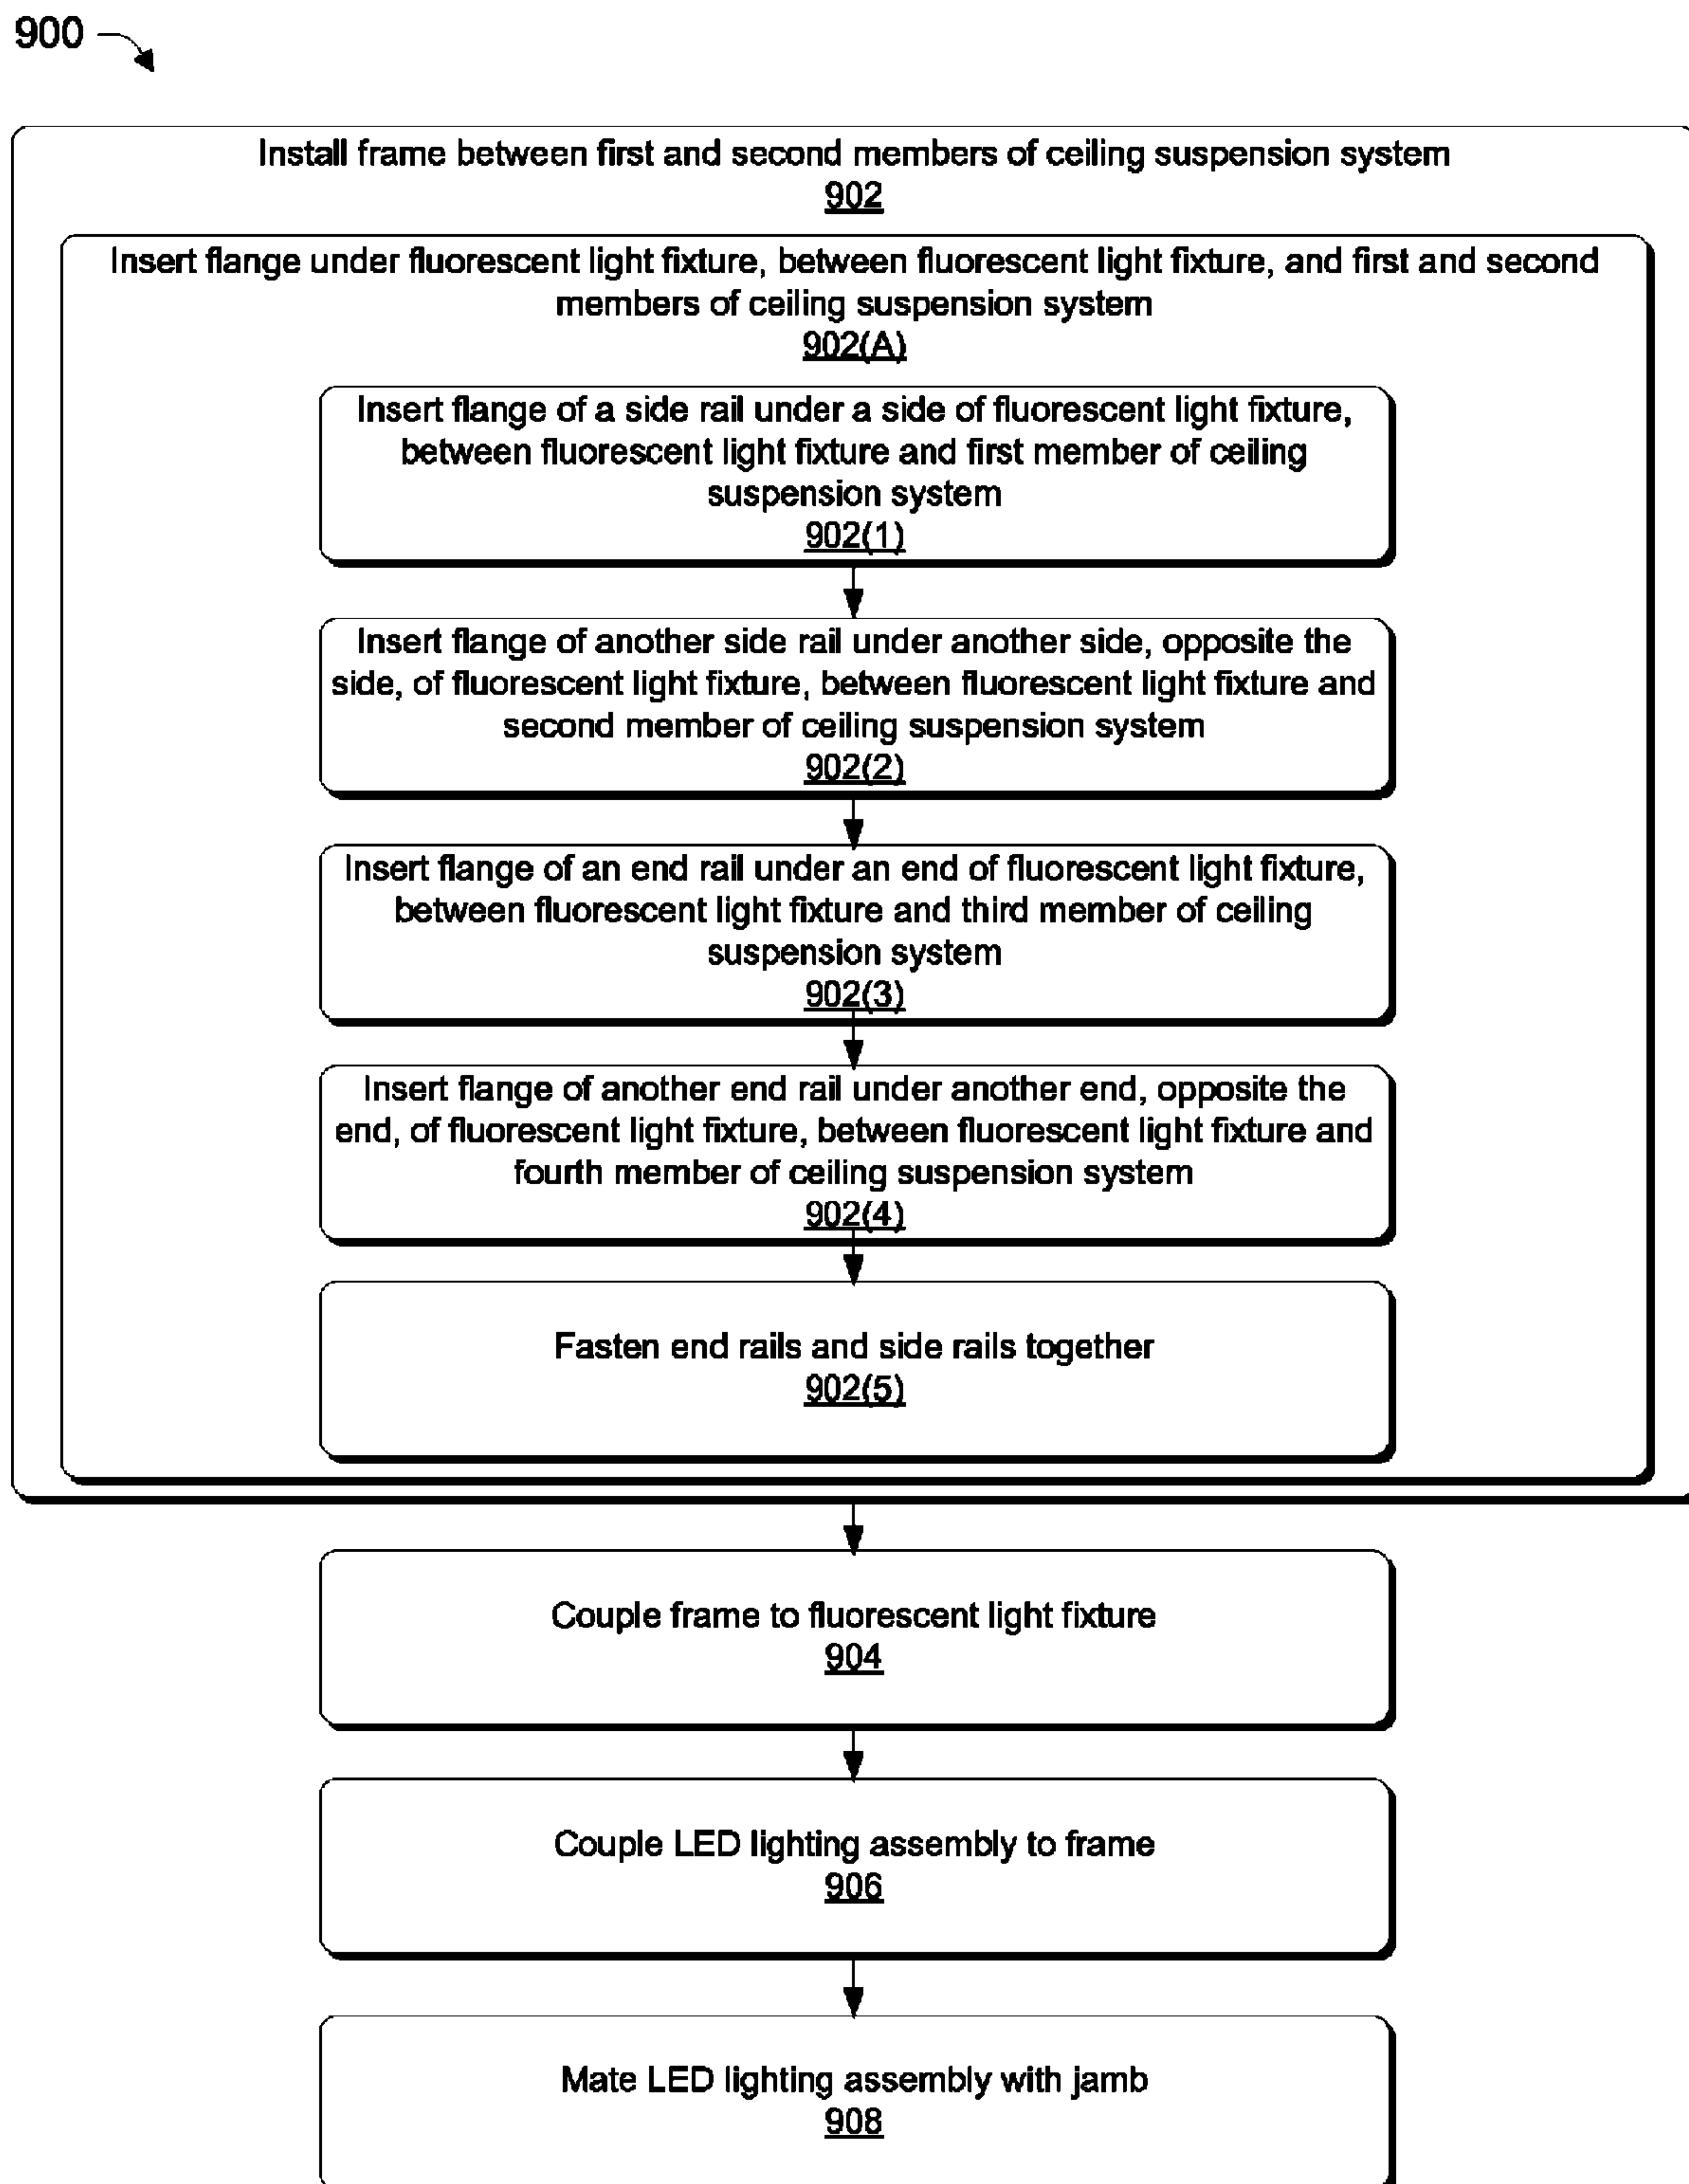 900
Install frame between first and second members of ceiling suspension system
902
Insert flange under fluorescent light fixture, between fluorescent light fixture, and first and second
members of ceiling suspension system
902(A)
Insert flange of a side rail under a side of fluorescent light fixture,
between fluorescent light fixture and first member of ceiling
suspension system
902(1)
Insert flange of another side rail under another side, opposite the
side, of fluorescent light fixture, between fluorescent light fixture and
second member of ceiling suspension system
902(2)
Insert flange of an end rail under an end of fluorescent light fixture,
between fluorescent light fixture and third member of ceiling
suspension system
902(3)
Insert flange of another end rail under another end, opposite the
end, of fluorescent light fixture, between fluorescent light fixture and
fourth member of ceiling suspension system
902(4)
Fasten end rails and side rails together
902(5)
Couple frame to fluorescent light fixture
904
Couple LED lighting assembly to frame
906
Mate LED lighting assembly with jamb
908